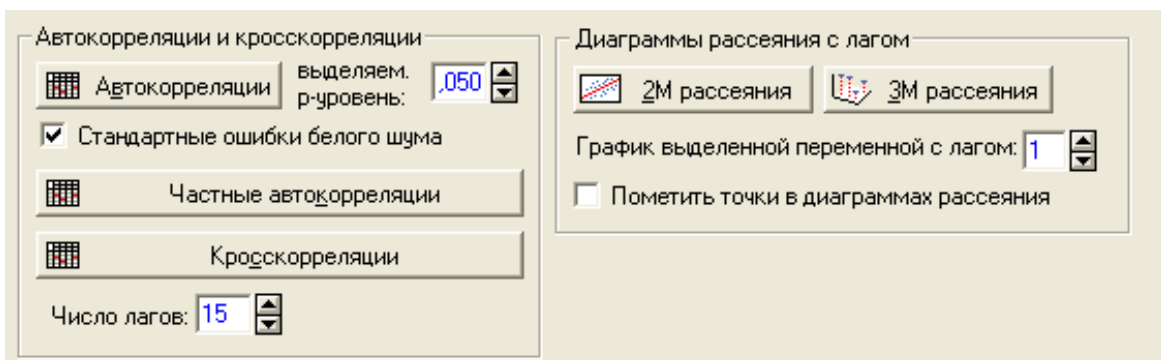 Автокорреляции и кросскорреляции
Автокорреляции
выделяем.
р-уровень:
,050
Стандартные ошибки белого шума
Частные автокорреляции
Кросскорреляции
Число лагов: 15
Диаграммы рассеяния с лагом
2М рассеяния
3М рассеяния
График выделенной переменной с лагом: 1
Пометить точки в диаграммах рассеяния